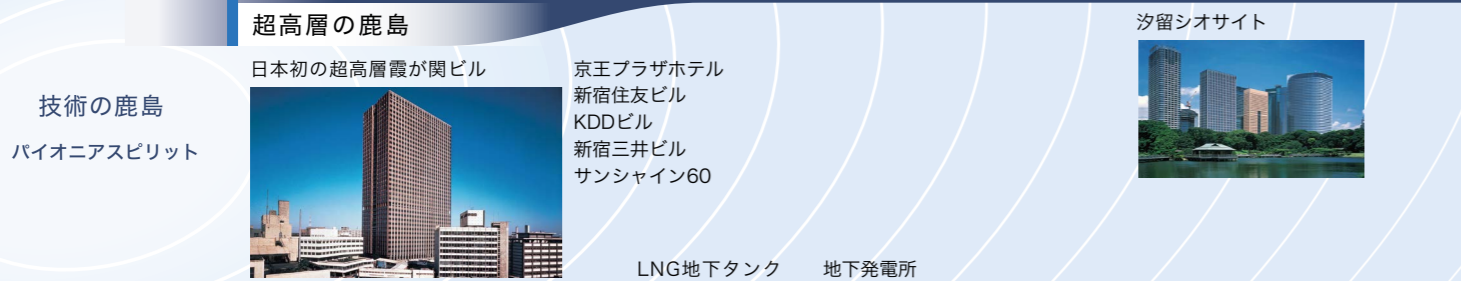 超高層の鹿島
汐留シオサイト
日本初の超高層霞が関ビル
京王プラザホテル
新宿住友ビル
KDDビル
新宿三井ビル
サンシャイン60
技術の鹿島
パイオニアスピリット
LNG地下タンク
地下発電所